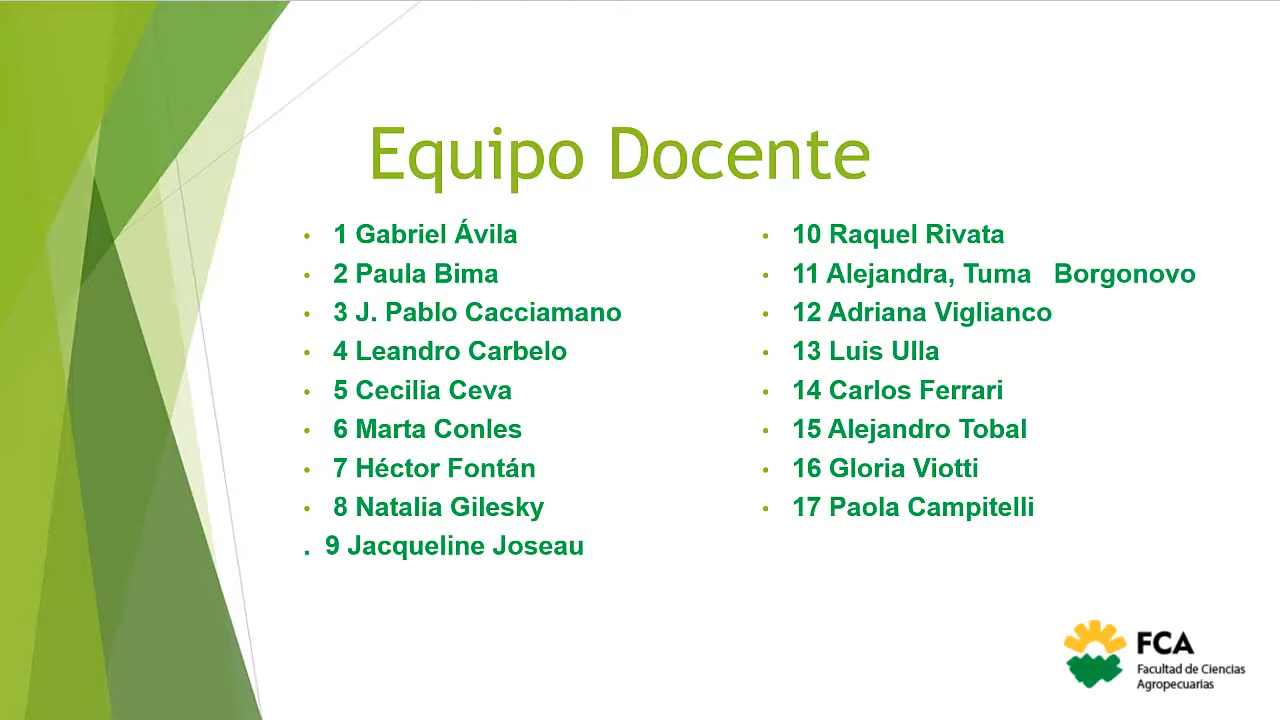 Equipo Docente
• 1 Gabriel Ávila
• 2 Paula Bima
• 3 J. Pablo Cacciamano
• 4 Leandro Carbelo
• 5 Cecilia Ceva
• 6 Marta Conles
• 7 Héctor Fontán
• 8 Natalia Gilesky
. 9 Jacqueline Joseau
• 10 Raquel Rivata
• 11 Alejandra, Tuma Borgonovo
• 12 Adriana Viglianco
• 13 Luis Ulla
• 14 Carlos Ferrari
• 15 Alejandro Tobal
• 16 Gloria Viotti
• 17 Paola Campitelli
FCA
Facultad de Ciencias
Agropecuarias